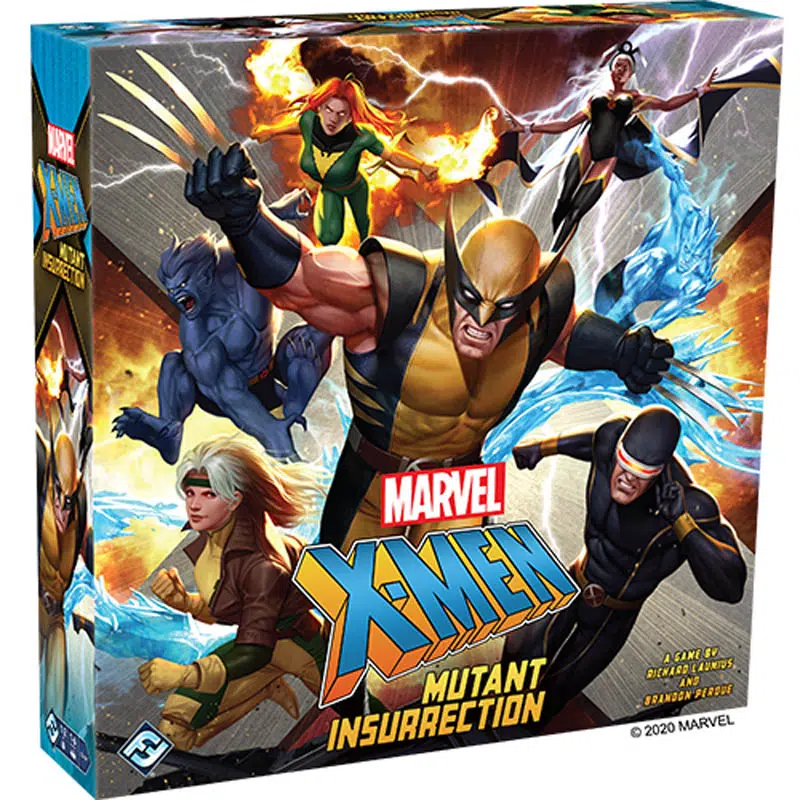 MARVEL
X-MEN
MUTANT
INSURRECTION
MARVEL
X-MEN
MUTANT
INSURRECTION
A GAME BY
RICHARD LAUNIUS
AND
BRANDON PERDUE
© 2020 MARVEL